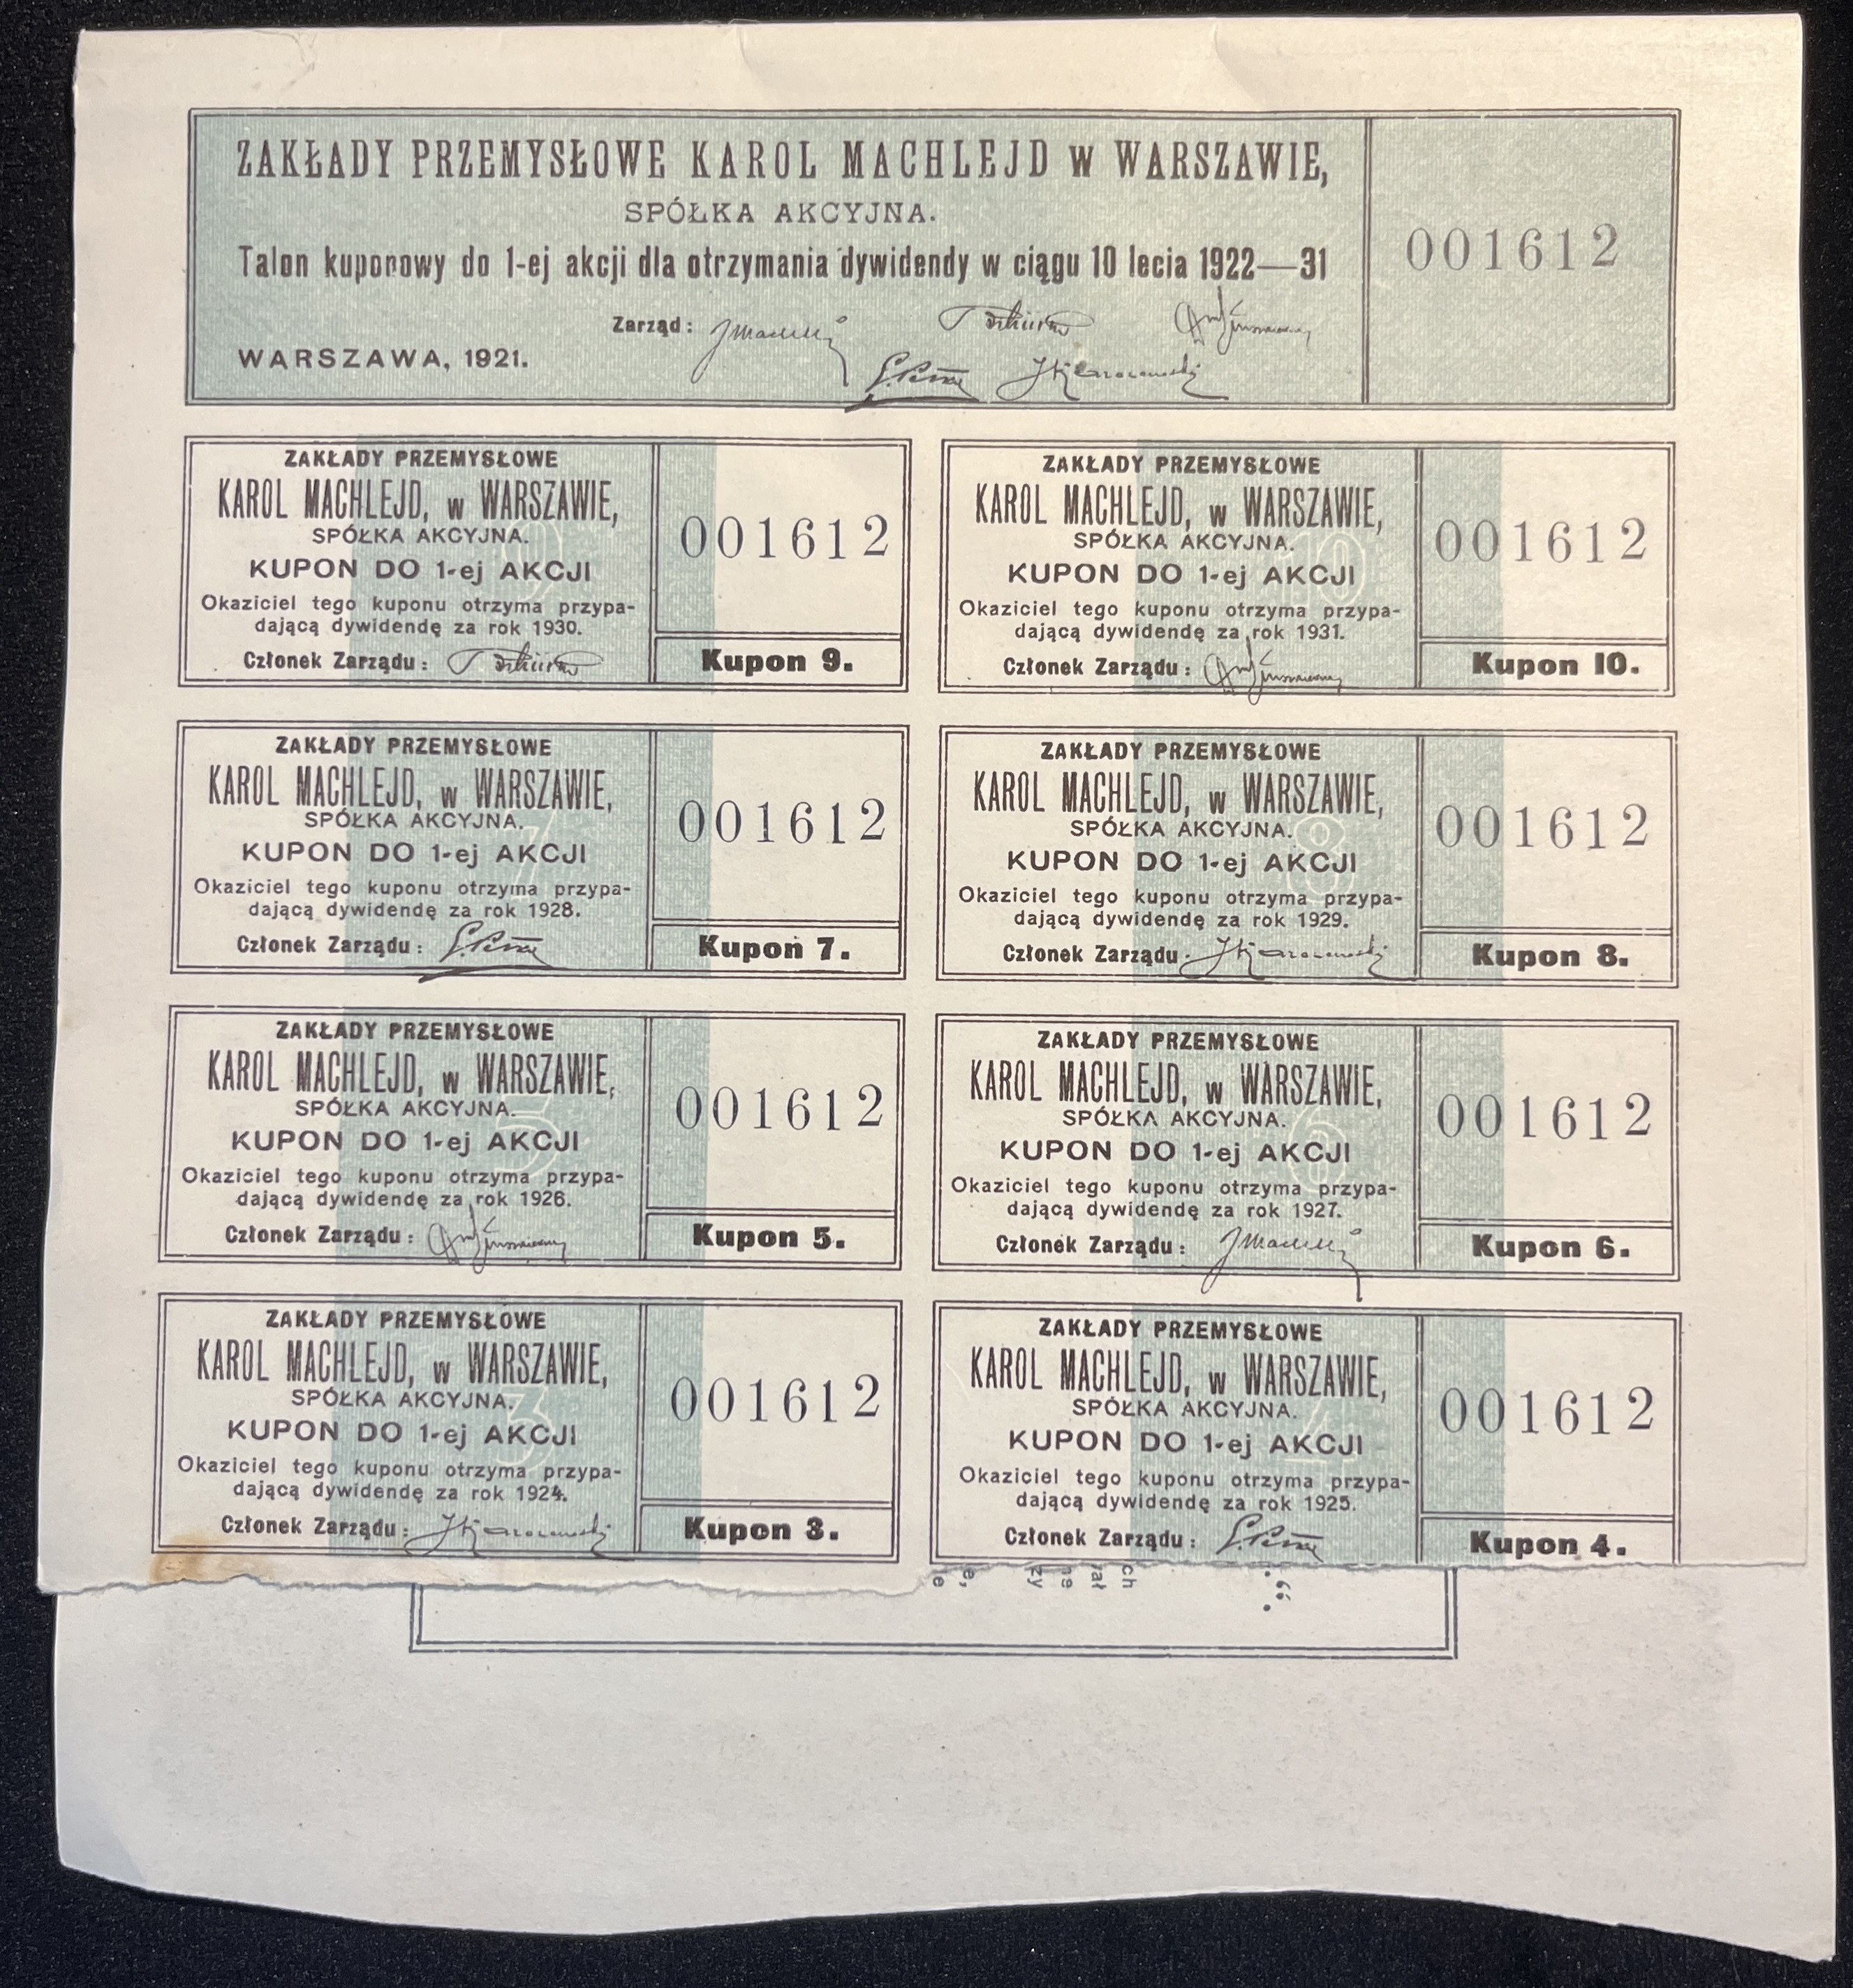 ZAKŁADY PRZEMYSŁOWE KAROL MACHLEJD w WARSZAWIE,
SPÓŁKA AKCYJNA.
Talon kuponowy do 1-ej akcji dla otrzymania dywidendy w ciągu 10 lecia 1922—31
Zarząd:
WARSZAWA, 1921.
001612
ZAKŁADY PRZEMYSŁOWE
KAROL MACHLEJD, w WARSZAWIE,
SPÓŁKA AKCYJNA.
KUPON DO 1-ej AKCJI
Okaziciel tego kuponu otrzyma przypa-
dającą dywidendę za rok 1930.
Członek Zarządu:
9
001612
Kupon 9.
ZAKŁADY PRZEMYSŁOWE
KAROL MACHLEJD, w WARSZAWIE,
SPÓŁKA AKCYJNA.
KUPON DO 1-ej AKCJI
Okaziciel tego kuponu otrzyma przypa-
dającą dywidendę za rok 1931.
Członek Zarządu:
10
001612
Kupon 10.
ZAKŁADY PRZEMYSŁOWE
KAROL MACHLEJD, w WARSZAWIE,
SPÓŁKA AKCYJNA.
KUPON DO 1-ej AKCJI
Okaziciel tego kuponu otrzyma przypa-
dającą dywidendę za rok 1928.
Członek Zarządu:
7
001612
Kupon 7.
ZAKŁADY PRZEMYSŁOWE
KAROL MACHLEJD, w WARSZAWIE,
SPÓŁKA AKCYJNA.
KUPON DO 1-ej AKCJI
Okaziciel tego kuponu otrzyma przypa-
dającą dywidendę za rok 1929.
Członek Zarządu:
8
001612
Kupon 8.
ZAKŁADY PRZEMYSŁOWE
KAROL MACHLEJD, w WARSZAWIE,
SPÓŁKA AKCYJNA.
KUPON DO 1-ej AKCJI
Okaziciel tego kuponu otrzyma przypa-
dającą dywidendę za rok 1926.
Członek Zarządu:
5
001612
Kupon 5.
ZAKŁADY PRZEMYSŁOWE
KAROL MACHLEJD, w WARSZAWIE,
SPÓŁKA AKCYJNA.
KUPON DO 1-ej AKCJI
Okaziciel tego kuponu otrzyma przypa-
dającą dywidendę za rok 1927.
Członek Zarządu:
6
001612
Kupon 6.
ZAKŁADY PRZEMYSŁOWE
KAROL MACHLEJD, w WARSZAWIE,
SPÓŁKA AKCYJNA.
KUPON DO 1-ej AKCJI
Okaziciel tego kuponu otrzyma przypa-
dającą dywidendę za rok 1924.
Członek Zarządu:
3
001612
Kupon 3.
ZAKŁADY PRZEMYSŁOWE
KAROL MACHLEJD, w WARSZAWIE,
SPÓŁKA AKCYJNA.
KUPON DO 1-ej AKCJI
Okaziciel tego kuponu otrzyma przypa-
dającą dywidendę za rok 1925.
Członek Zarządu:
4
001612
Kupon 4.